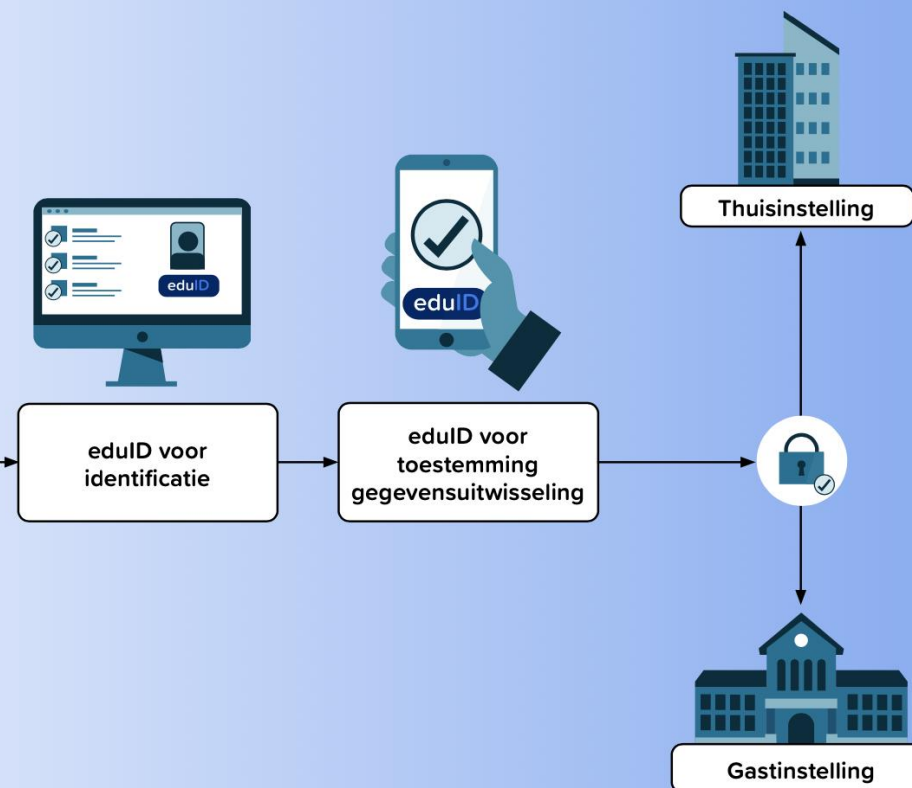 Thuisinstelling
eduID
eduID
eduID voor
identificatie
eduID voor
toestemming
gegevensuitwisseling
Gastinstelling